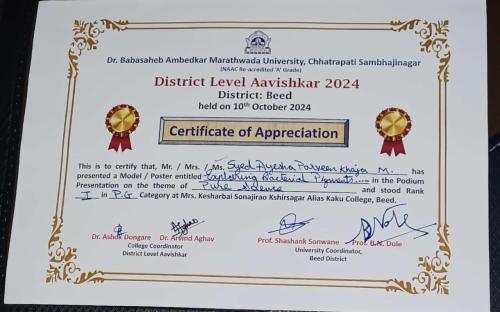 Dr. Babasaheb Ambedkar Marathwada University, Chhatrapati Sambhajinagar
(NAAC Re-acredited 'A' Grade)
District Level Aavishkar 2024
District: Beed
held on 10th October 2024
Certificate of Appreciation
This is to certify that, Mr. / Mrs. / Ms. Syed Ayesha Parveen Khaja M. has
presented a Model / Poster entitled Exploring Bacterial Pigments.... in the Podium
Presentation on the theme of Pure Science and stood Rank
I in P.G Category at Mrs. Kesharbai Sonajirao Kshirsagar Alias Kaku College, Beed.
Dr. Ashok Dongare Dr. Arvind Aghav Prof. Shashank Sonwane Prof. B.N. Dole
College Coordinator University Coordinator,
District Level Aavishkar Beed District